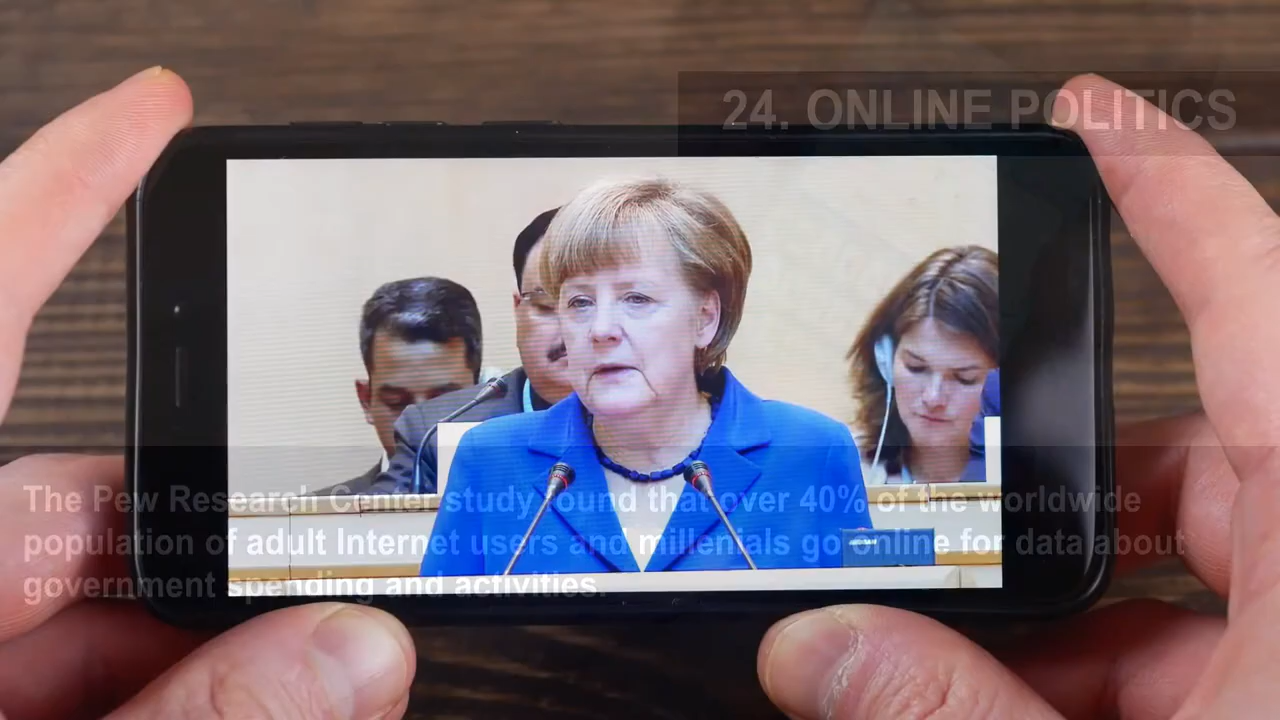 24. ONLINE POLITICS
The Pew Research Center study found that over 40% of the worldwide
population of adult Internet users and millenials go online for data about
government spending and activities.